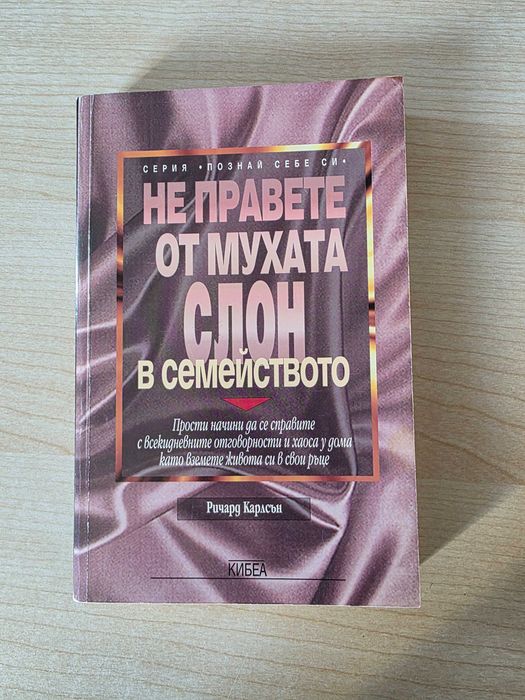 СЕРИЯ • ПОЗНАЙ СЕБЕ СИ •
НЕ ПРАВЕТЕ
ОТ МУХАТА
СЛОН
В СЕМЕЙСТВОТО
Прости начини да се справите
с всекидневните отговорности и хаоса у дома
като вземете живота си в свои ръце
Ричард Карлсън
КИБЕА